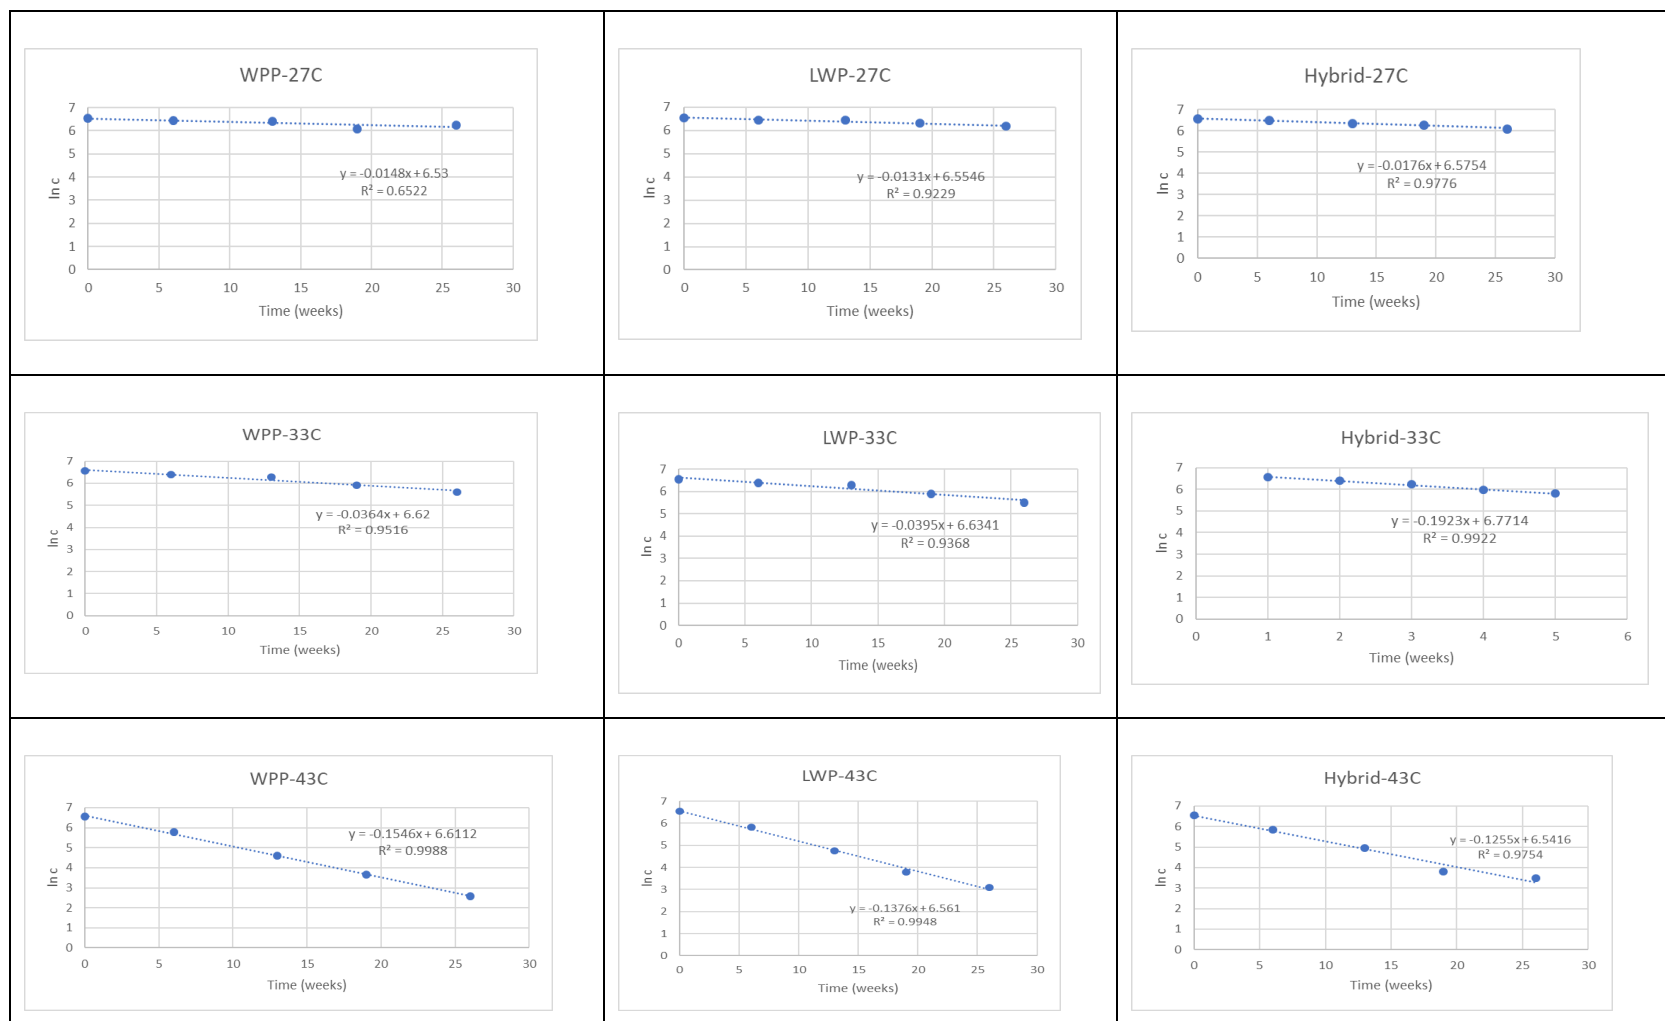 WPP-27C
7
6
5
4
3
2
1
0
ln c
y = -0.0148x + 6.53
R² = 0.6522
0 5 10 15 20 25 30
Time (weeks)
LWP-27C
7
6
5
4
3
2
1
0
ln c
y = -0.0131x + 6.5546
R² = 0.9229
0 5 10 15 20 25 30
Time (weeks)
Hybrid-27C
7
6
5
4
3
2
1
0
ln c
y = -0.0176x + 6.5754
R² = 0.9776
0 5 10 15 20 25 30
Time (weeks)
WPP-33C
7
6
5
4
3
2
1
0
ln c
y = -0.0364x + 6.62
R² = 0.9516
0 5 10 15 20 25 30
Time (weeks)
LWP-33C
7
6
5
4
3
2
1
0
ln c
y = -0.0395x + 6.6341
R² = 0.9368
0 5 10 15 20 25 30
Time (weeks)
Hybrid-33C
7
6
5
4
3
2
1
0
ln c
y = -0.1923x + 6.7714
R² = 0.9922
0 1 2 3 4 5 6
Time (weeks)
WPP-43C
7
6
5
4
3
2
1
0
ln c
y = -0.1546x + 6.6112
R² = 0.9988
0 5 10 15 20 25 30
Time (weeks)
LWP-43C
7
6
5
4
3
2
1
0
ln c
y = -0.1376x + 6.561
R² = 0.9948
0 5 10 15 20 25 30
Time (weeks)
Hybrid-43C
7
6
5
4
3
2
1
0
ln c
y = -0.1255x + 6.5416
R² = 0.9754
0 5 10 15 20 25 30
Time (weeks)